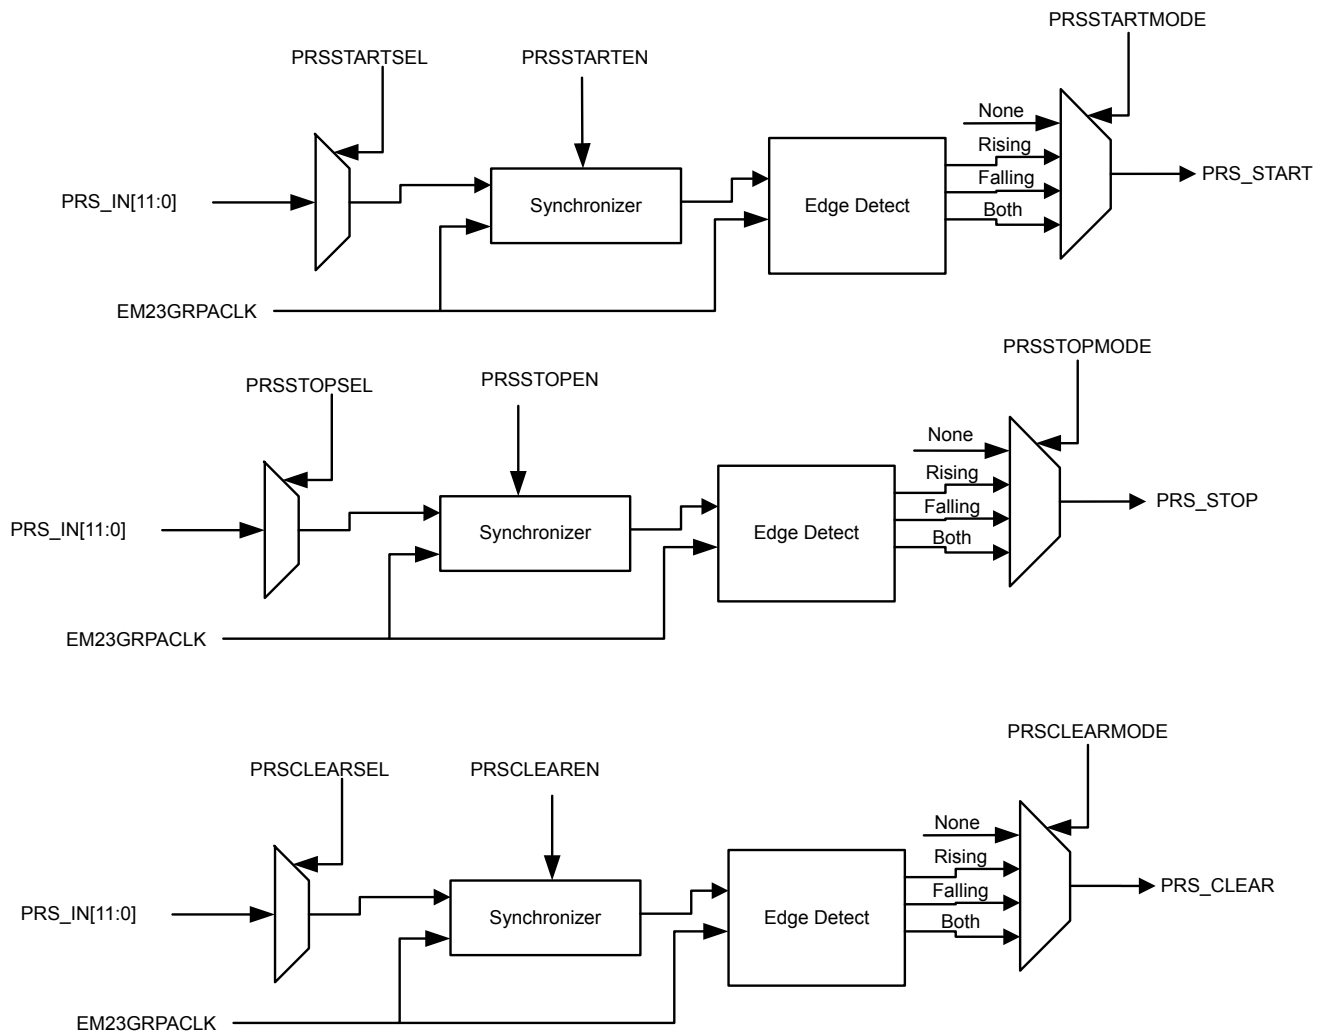 PRSSTARTMODE
PRSSTARTSEL
PRSSTARTEN
None
Rising
Falling
Both
PRS_IN[11:0]
Synchronizer
Edge Detect
PRS_START
EM23GRPACLK
PRSSTOPMODE
PRSSTOPSEL
PRSSTOPEN
None
Rising
Falling
Both
PRS_IN[11:0]
Synchronizer
Edge Detect
PRS_STOP
EM23GRPACLK
PRSCLEARMODE
PRSCLEARSEL
PRSCLEAREN
None
Rising
Falling
Both
PRS_IN[11:0]
Synchronizer
Edge Detect
PRS_CLEAR
EM23GRPACLK